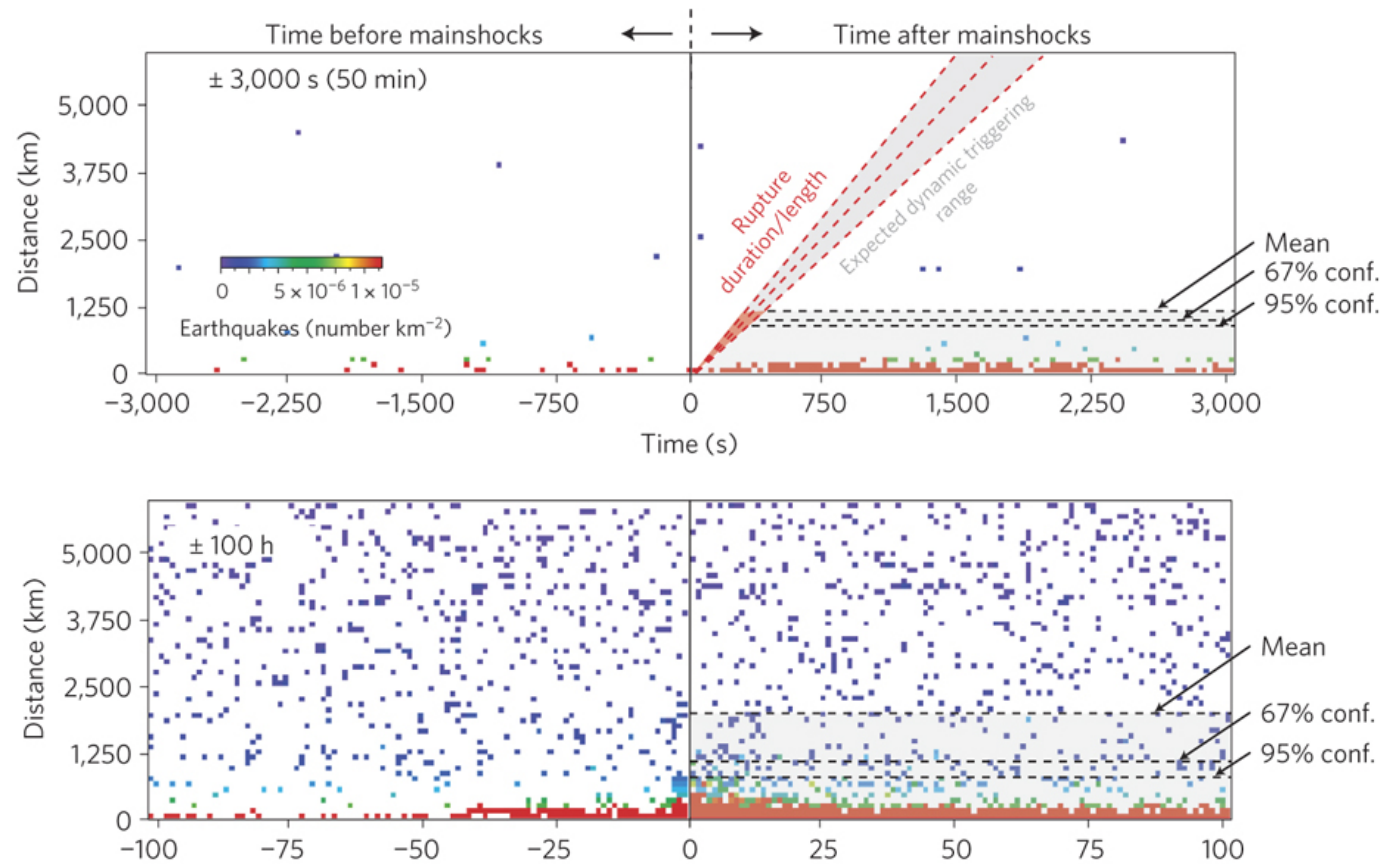 Time before mainshocks
Time after mainshocks
± 3,000 s (50 min)
5,000
3,750
2,500
1,250
0
Distance (km)
Rupture
duration/length
Expected dynamic triggering
range
Mean
67% conf.
95% conf.
0 5 × 10⁻⁶ 1 × 10⁻⁵
Earthquakes (number km⁻²)
−3,000 −2,250 −1,500 −750 0 750 1,500 2,250 3,000
Time (s)
± 100 h
5,000
3,750
2,500
1,250
0
Distance (km)
Mean
67% conf.
95% conf.
−100 −75 −50 −25 0 25 50 75 100